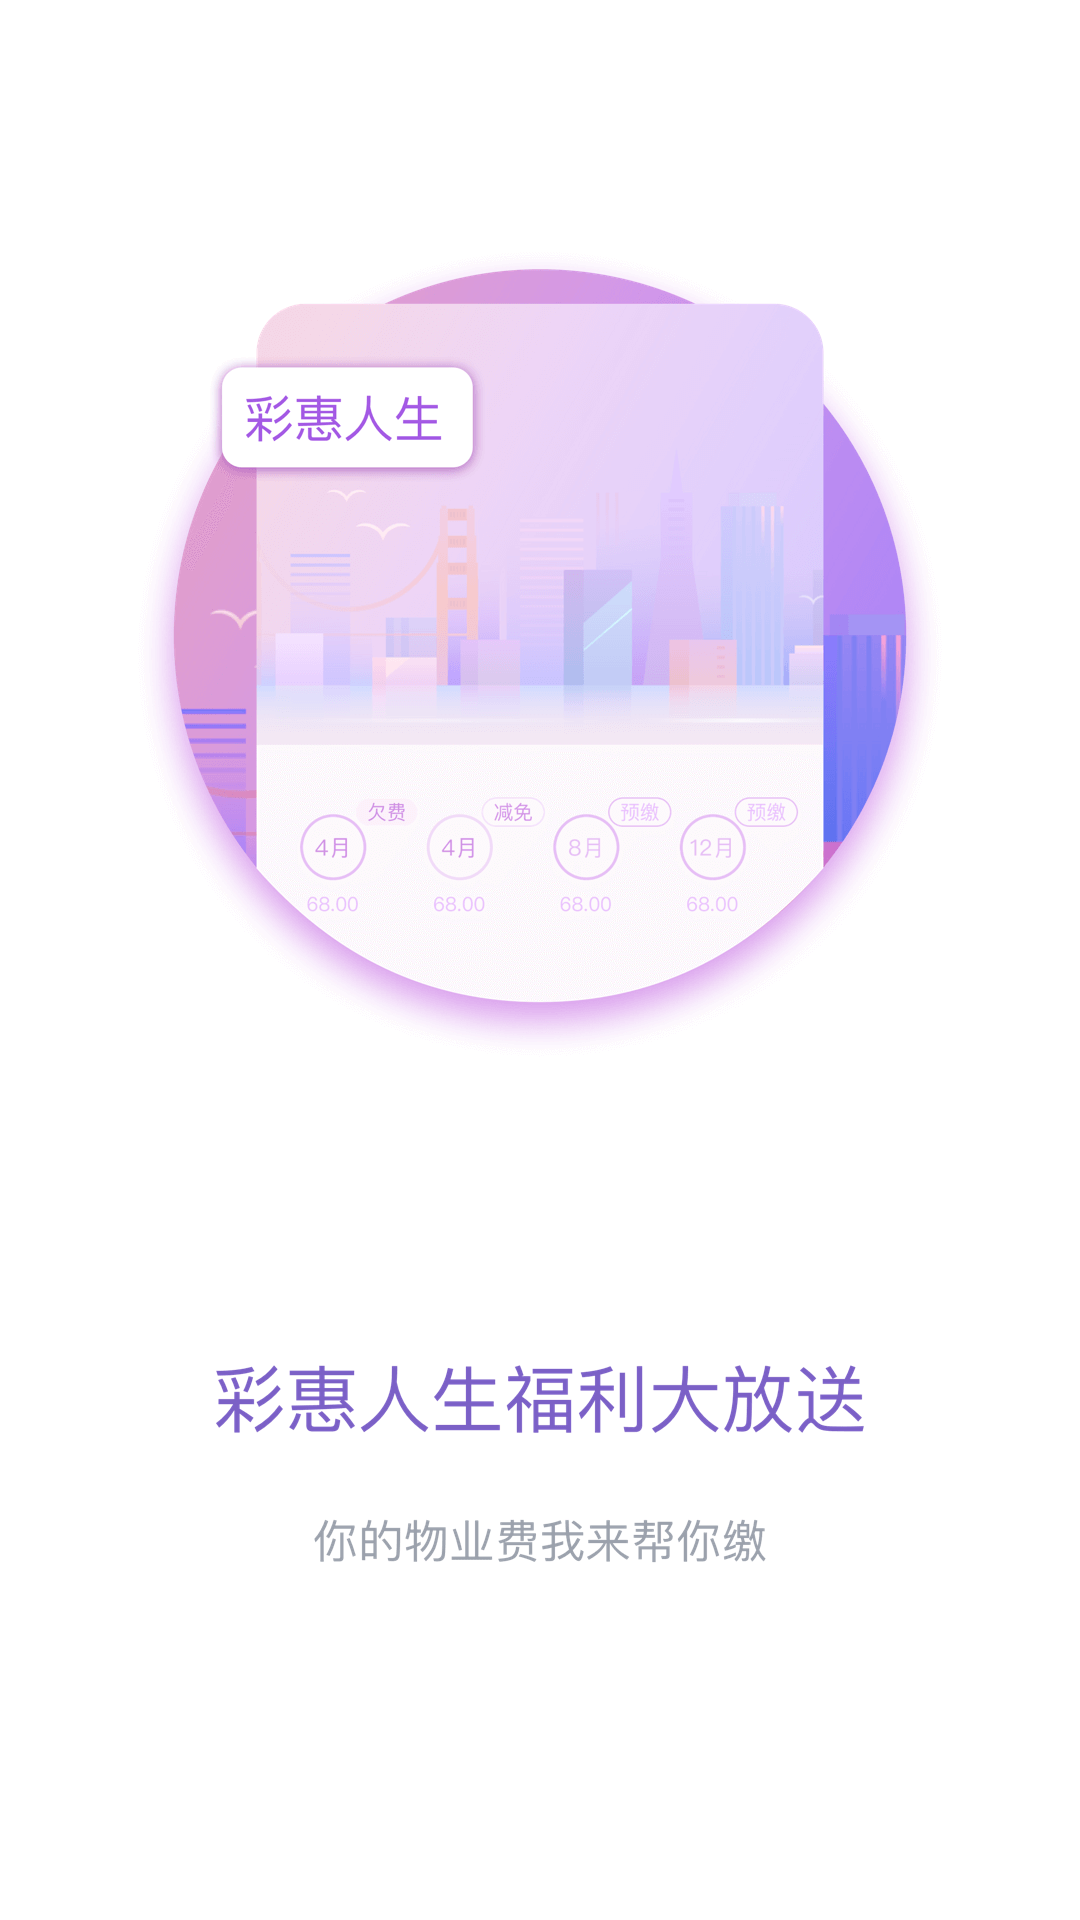 彩惠人生
欠费 减免 预缴 预缴
4月 4月 8月 12月
68.00 68.00 68.00 68.00
彩惠人生福利大放送
你的物业费我来帮你缴